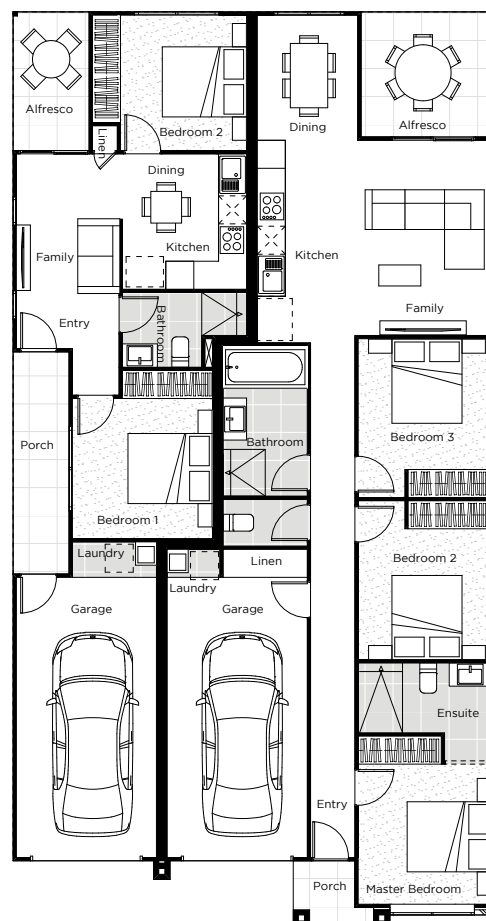 Alfresco
Bedroom 2
Linen
Dining
Alfresco
Dining
Kitchen
Family
Kitchen
Family
Entry
Bathroom
Porch
Bathroom
Bedroom 3
Bedroom 1
Laundry
Linen
Bedroom 2
Laundry
Garage
Garage
Ensuite
Entry
Porch
Master Bedroom